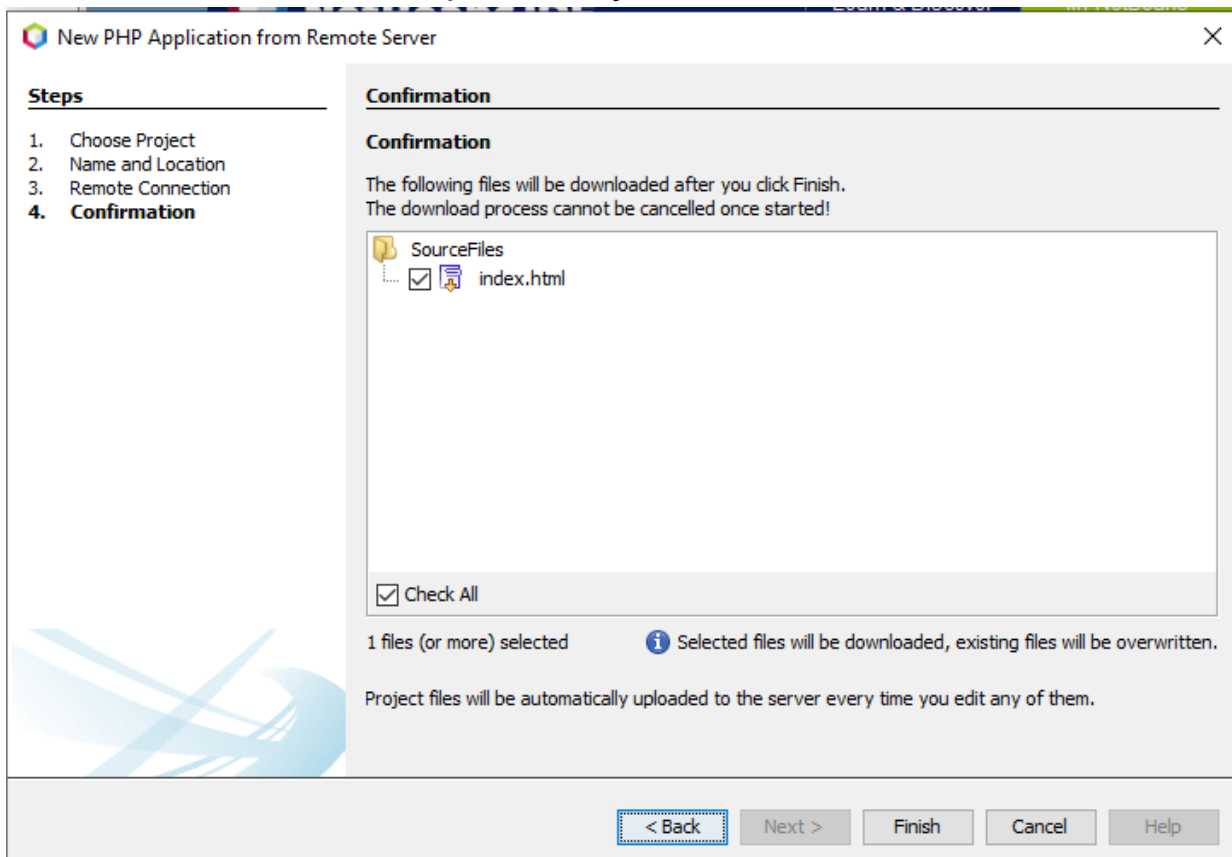 New PHP Application from Remote Server
Steps
1. Choose Project
2. Name and Location
3. Remote Connection
4. Confirmation
Confirmation
Confirmation
The following files will be downloaded after you click Finish.
The download process cannot be cancelled once started!
SourceFiles
index.html
Check All
1 files (or more) selected
Selected files will be downloaded, existing files will be overwritten.
Project files will be automatically uploaded to the server every time you edit any of them.
< Back
Next >
Finish
Cancel
Help